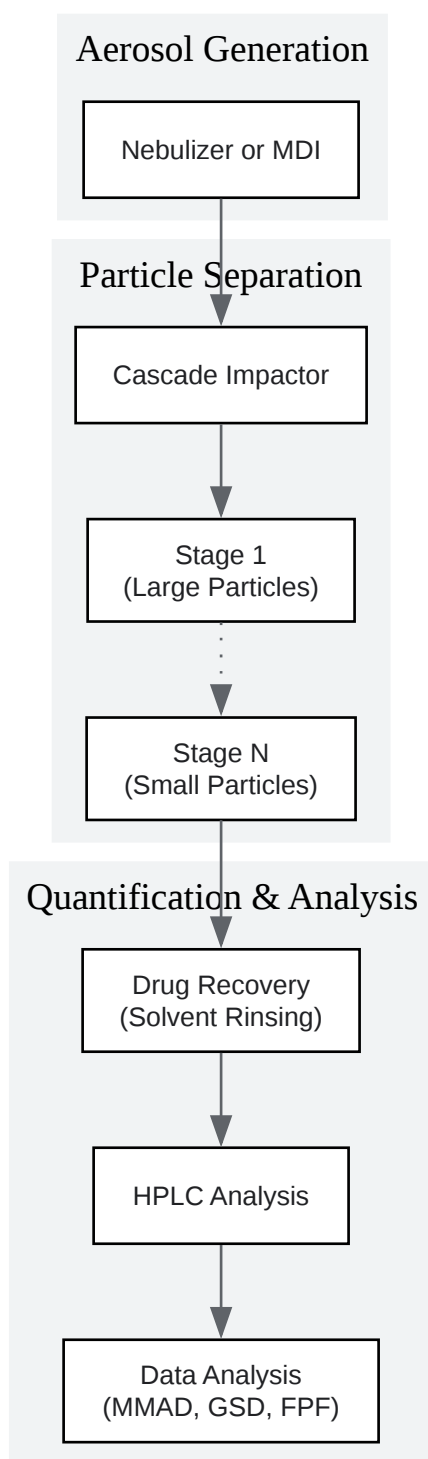 Aerosol Generation
Nebulizer or MDI
Particle Separation
Cascade Impactor
Stage 1
(Large Particles)
Stage N
(Small Particles)
Quantification & Analysis
Drug Recovery
(Solvent Rinsing)
HPLC Analysis
Data Analysis
(MMAD, GSD, FPF)